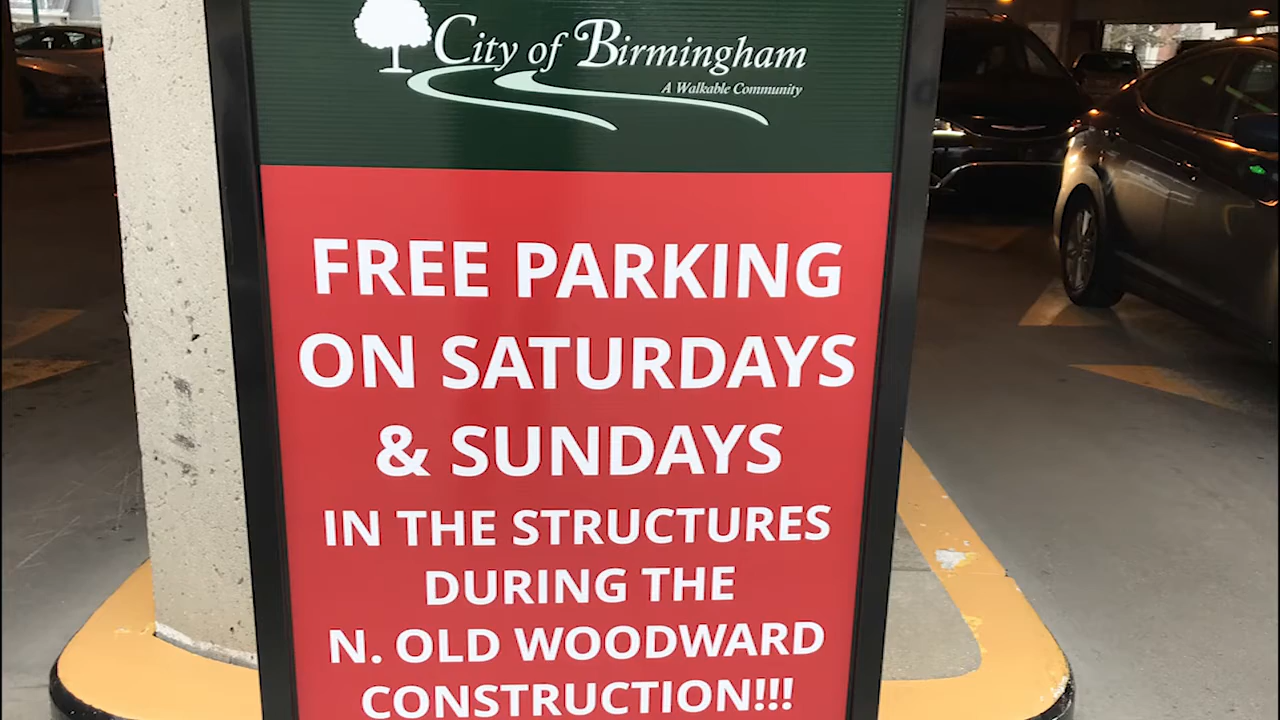 City of Birmingham
A Walkable Community
FREE PARKING
ON SATURDAYS
& SUNDAYS
IN THE STRUCTURES
DURING THE
N. OLD WOODWARD
CONSTRUCTION!!!